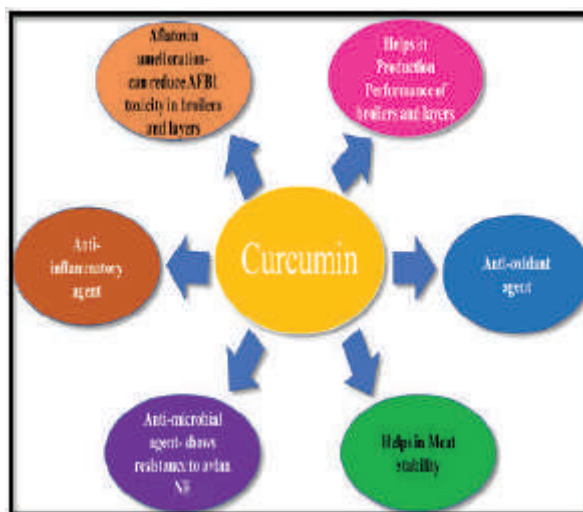 Aflatoxin
amelioration-
can reduce AFB1
toxicity in broilers
and layers
Helps in
Production
Performance of
broilers and layers
Anti-
inflammatory
agent
Curcumin
Anti-oxidant
agent
Anti-microbial
agent- shows
resistance to avian
NE
Helps in Meat
stability